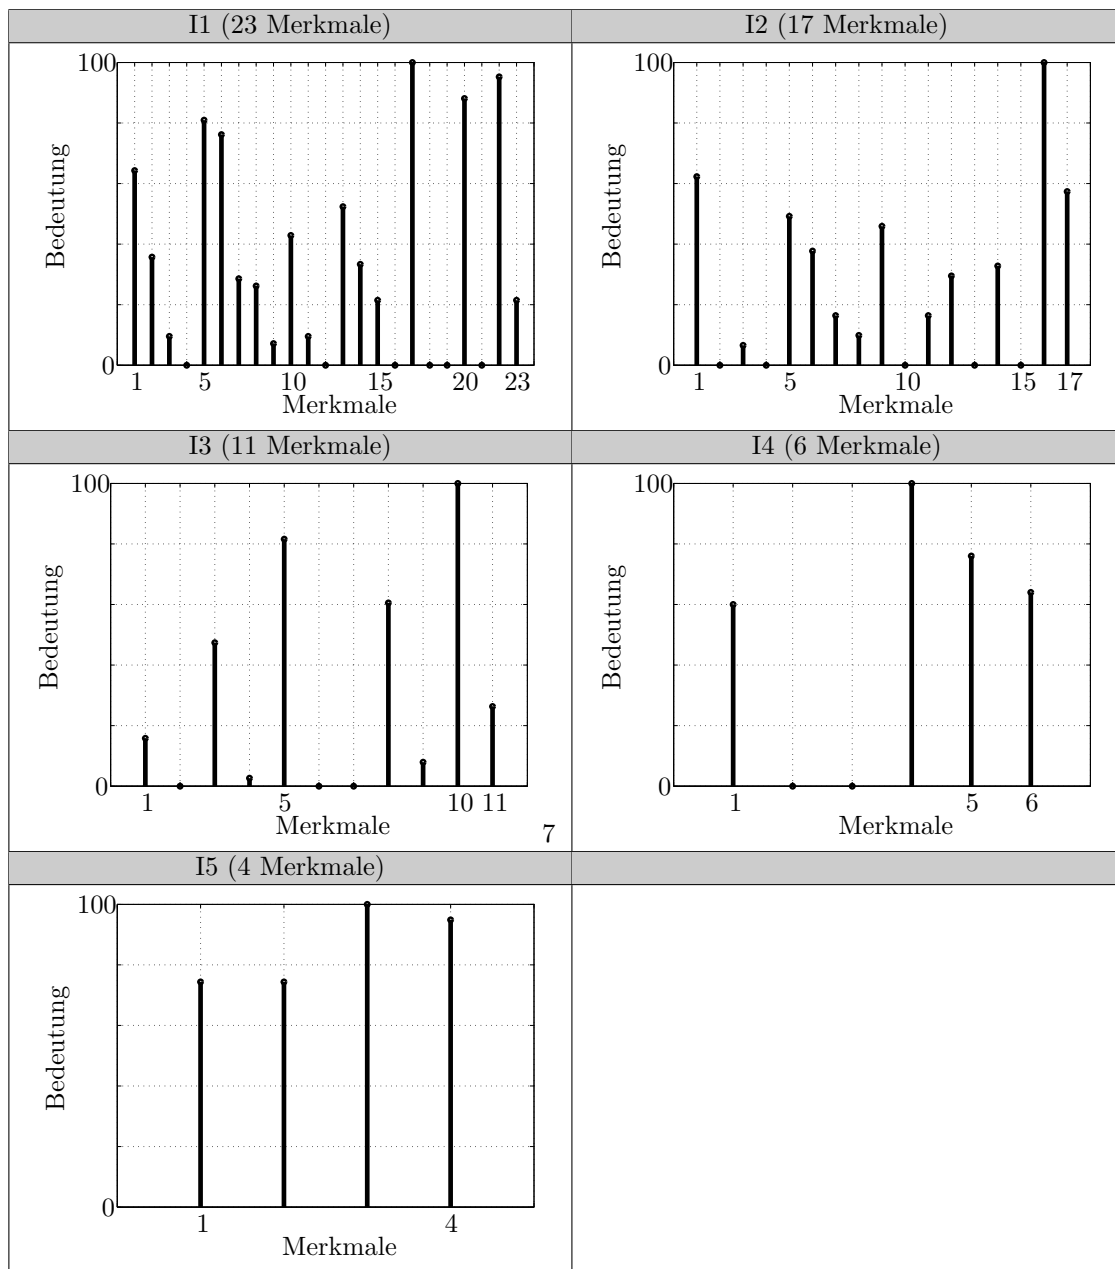 I1 (23 Merkmale)
100
Bedeutung
0
1 5 10 15 20 23
Merkmale
I2 (17 Merkmale)
100
Bedeutung
0
1 5 10 15 17
Merkmale
I3 (11 Merkmale)
100
Bedeutung
0
1 5 10 11
Merkmale
7
I4 (6 Merkmale)
100
Bedeutung
0
1 5 6
Merkmale
I5 (4 Merkmale)
100
Bedeutung
0
1 4
Merkmale